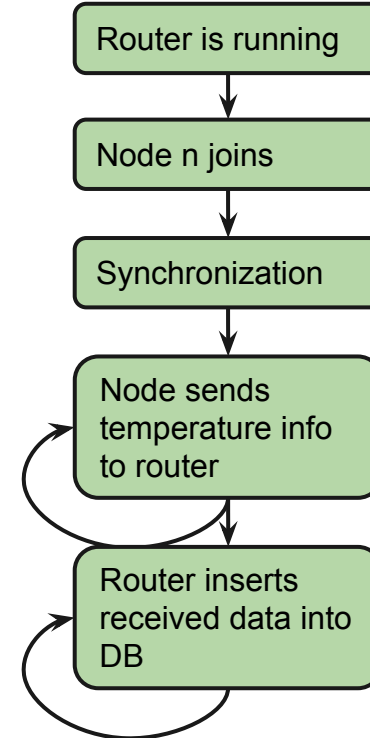 Router is running
Node n joins
Synchronization
Node sends
temperature info
to router
Router inserts
received data into
DB